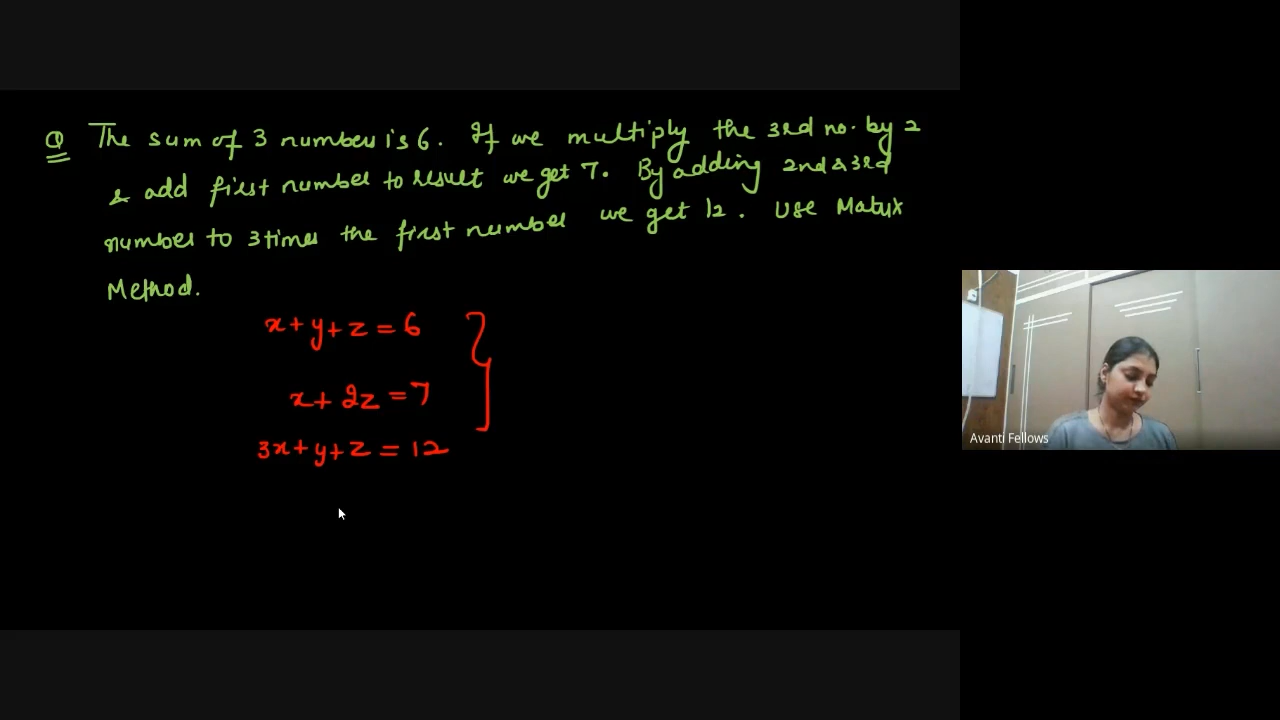 Q The sum of 3 number is 6. If we multiply the 3rd no. by 2
& add first number to result we get 7. By adding 2nd & 3rd
number to 3 times the first number we get 12. Use Matrix
Method.
x + y + z = 6
x + 2z = 7
3x + y + z = 12
Avanti Fellows